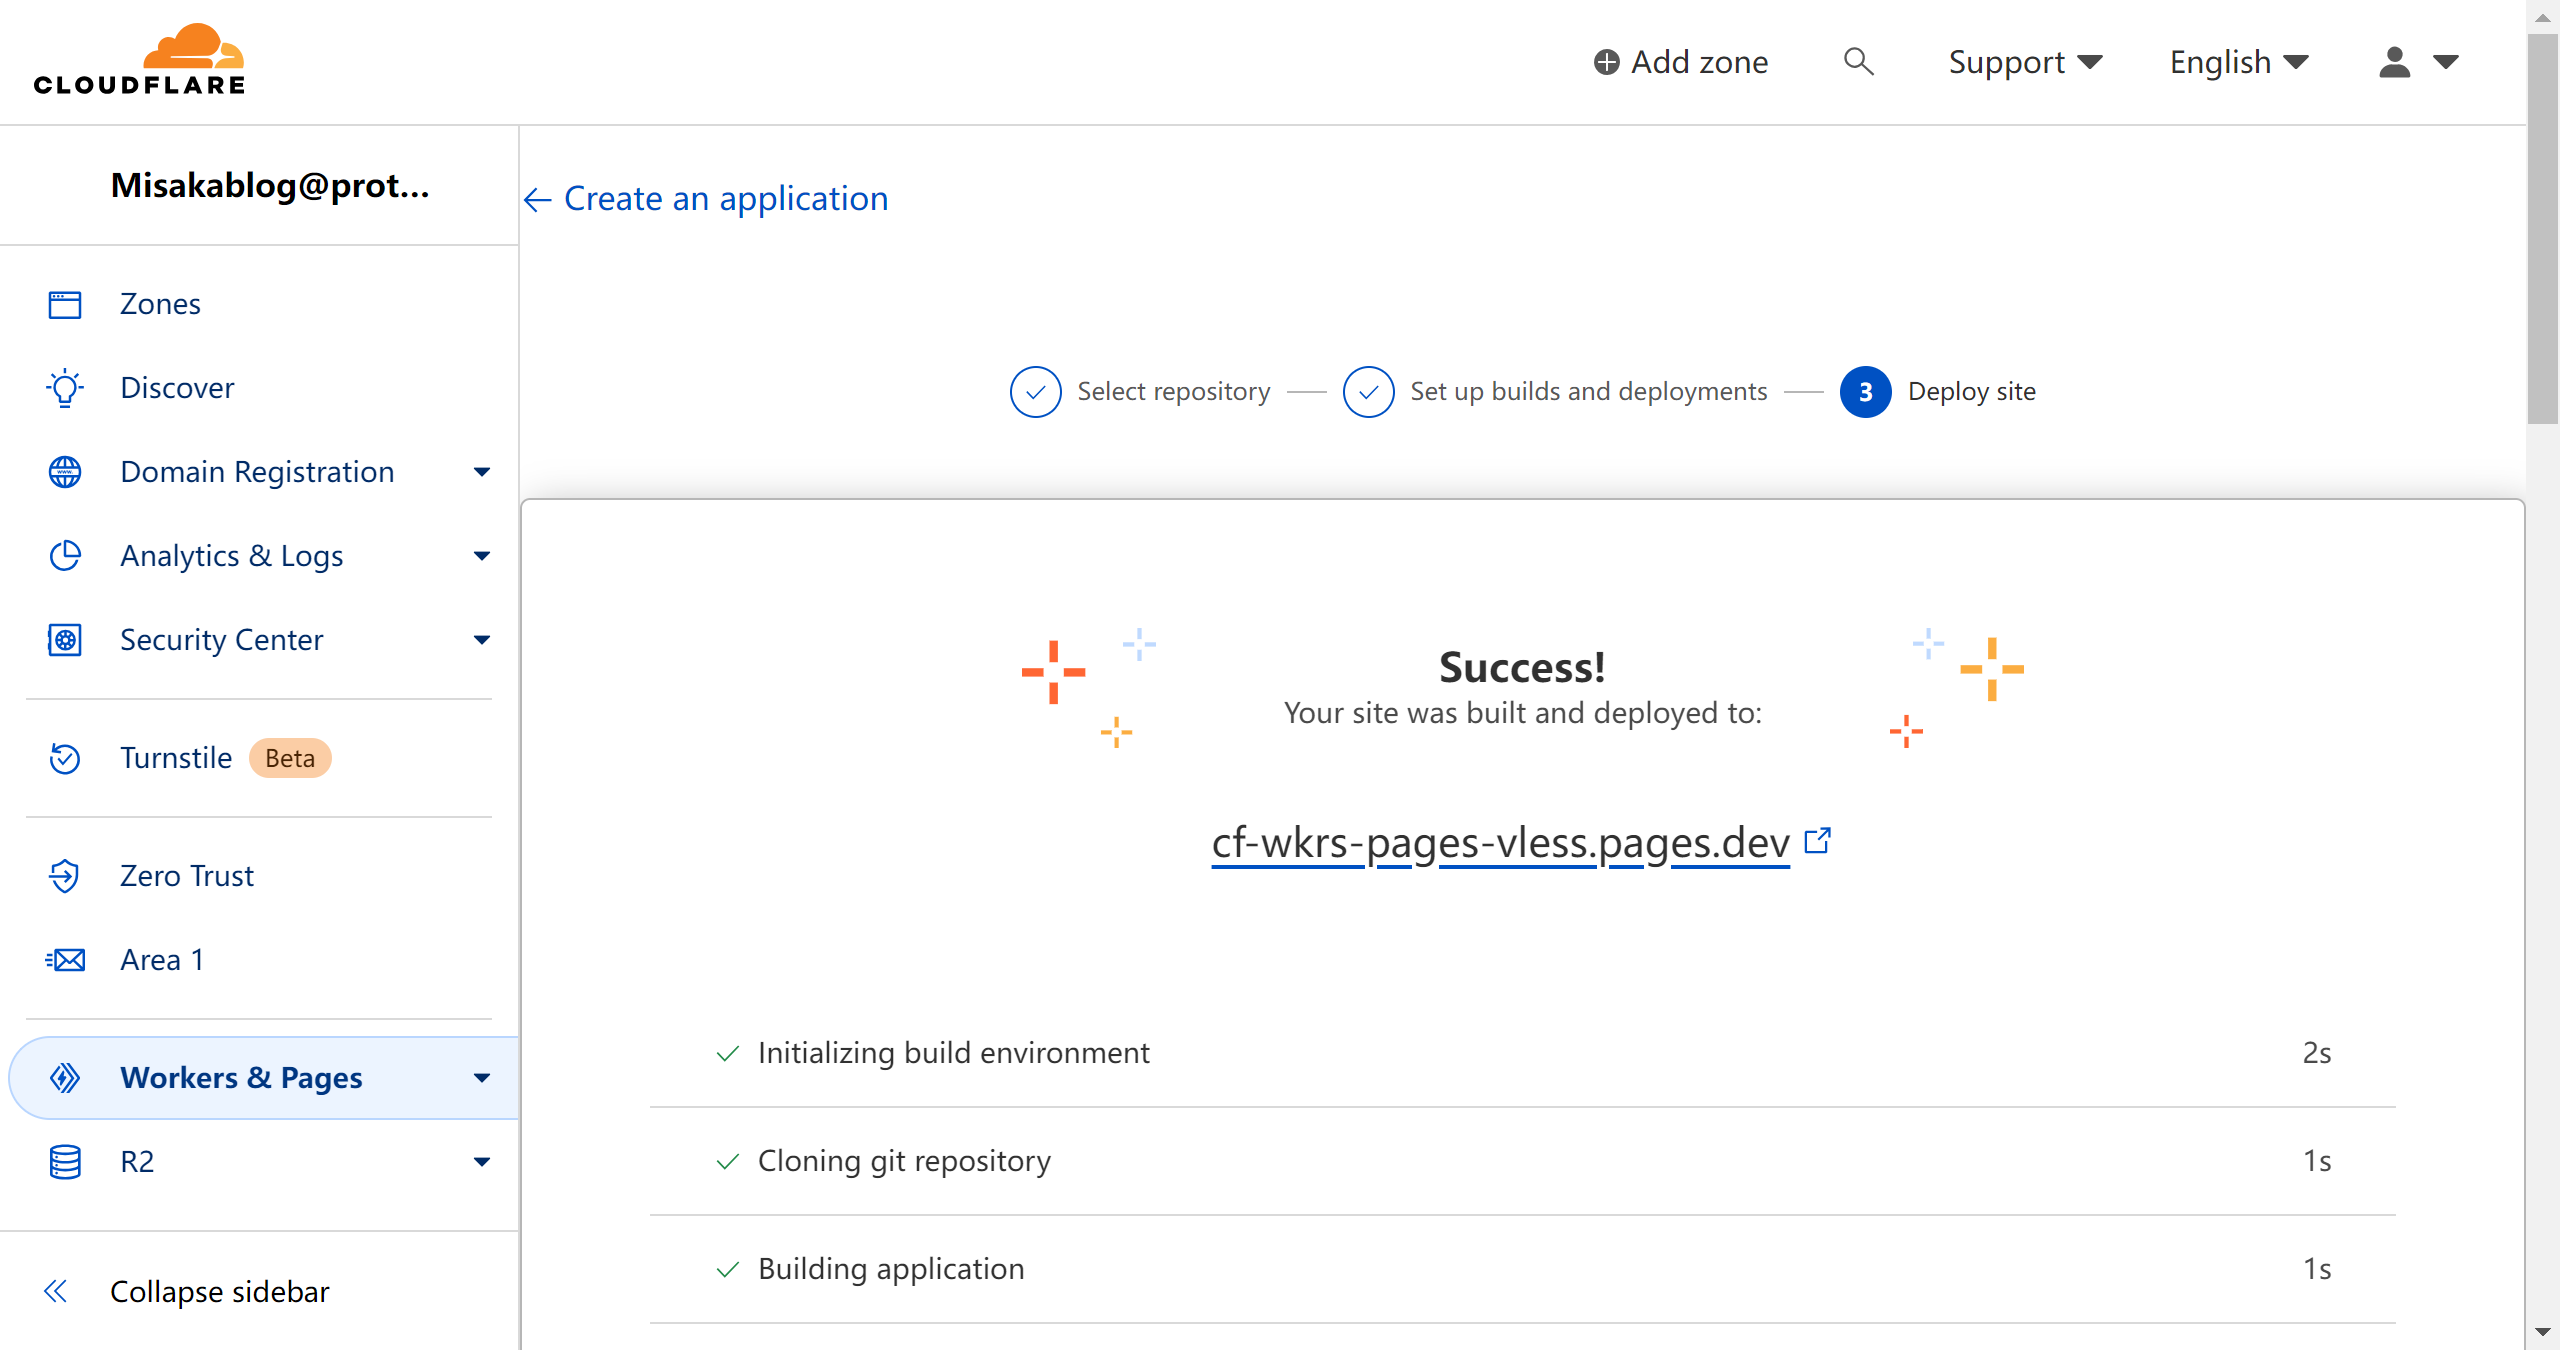 CLOUDFLARE
Add zone
Support
English
Misakablog@prot...
Create an application
Zones
Discover
Domain Registration
Analytics & Logs
Security Center
Turnstile Beta
Zero Trust
Area 1
Workers & Pages
R2
Collapse sidebar
Select repository
Set up builds and deployments
3 Deploy site
Success!
Your site was built and deployed to:
cf-wkrs-pages-vless.pages.dev
Initializing build environment 2s
Cloning git repository 1s
Building application 1s